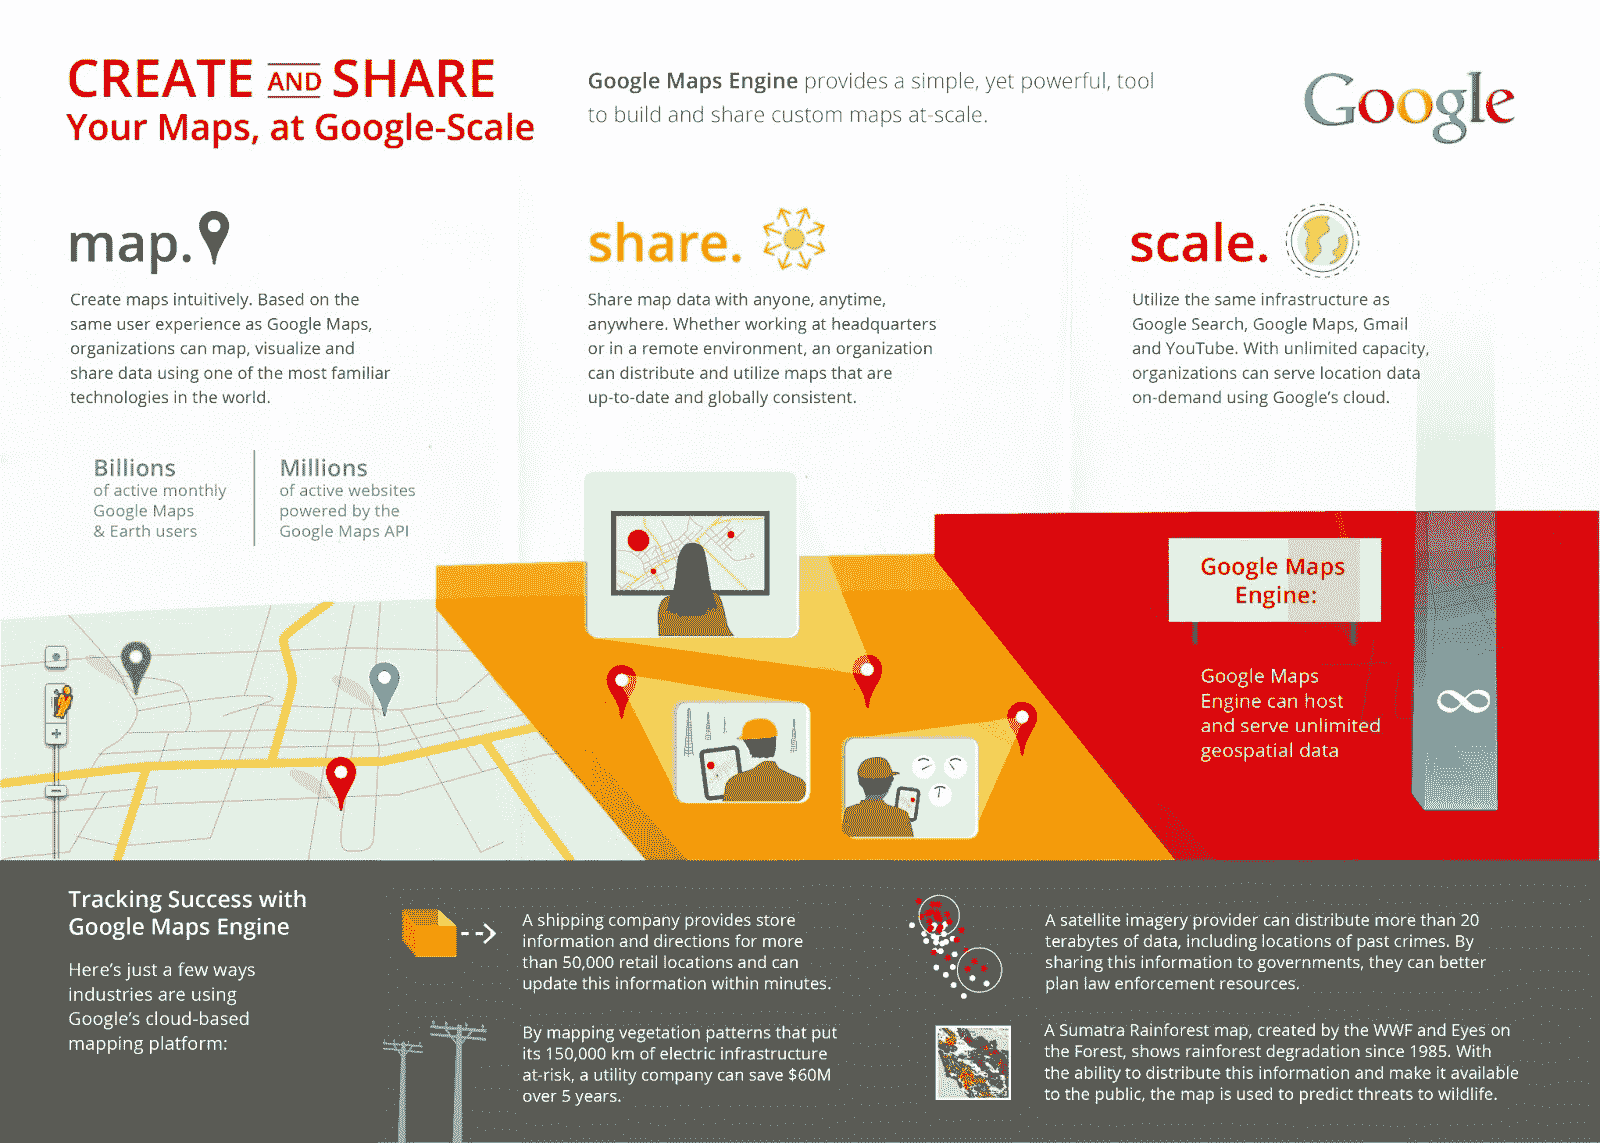 CREATE AND SHARE
Your Maps, at Google-Scale
Google Maps Engine provides a simple, yet powerful, tool
to build and share custom maps at-scale.
Google
map.
Create maps intuitively. Based on the
same user experience as Google Maps,
organizations can map, visualize and
share data using one of the most familiar
technologies in the world.
Billions
of active monthly
Google Maps
& Earth users
Millions
of active websites
powered by the
Google Maps API
share.
Share map data with anyone, anytime,
anywhere. Whether working at headquarters
or in a remote environment, an organization
can distribute and utilize maps that are
up-to-date and globally consistent.
scale.
Utilize the same infrastructure as
Google Search, Google Maps, Gmail
and YouTube. With unlimited capacity,
organizations can serve location data
on-demand using Google's cloud.
Google Maps
Engine:
Google Maps
Engine can host
and serve unlimited
geospatial data
∞
Tracking Success with
Google Maps Engine
Here's just a few ways
industries are using
Google's cloud-based
mapping platform:
A shipping company provides store
information and directions for more
than 50,000 retail locations and can
update this information within minutes.
By mapping vegetation patterns that put
its 150,000 km of electric infrastructure
at-risk, a utility company can save $60M
over 5 years.
A satellite imagery provider can distribute more than 20
terabytes of data, including locations of past crimes. By
sharing this information to governments, they can better
plan law enforcement resources.
A Sumatra Rainforest map, created by the WWF and Eyes on
the Forest, shows rainforest degradation since 1985. With
the ability to distribute this information and make it available
to the public, the map is used to predict threats to wildlife.